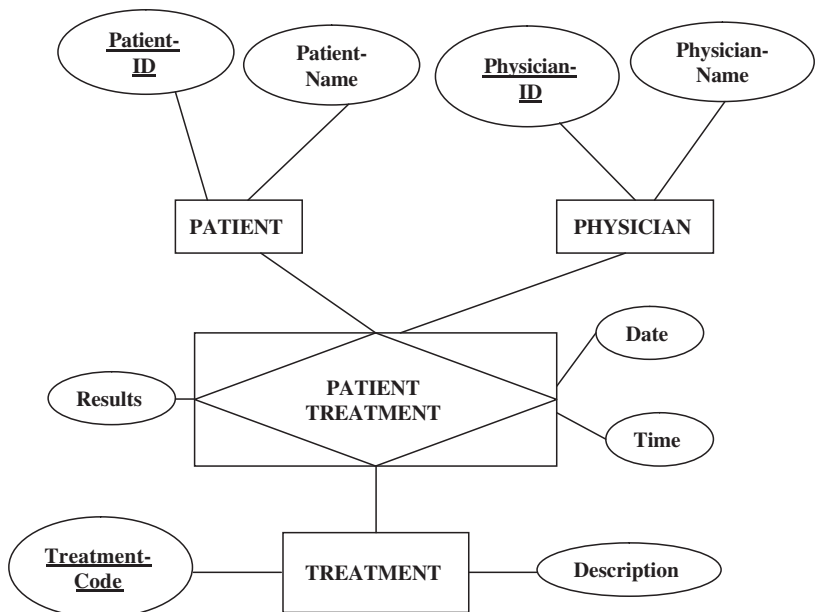 Patient-
ID
Patient-
Name
Physician-
ID
Physician-
Name
PATIENT
PHYSICIAN
Date
Results
PATIENT
TREATMENT
Time
Treatment-
Code
TREATMENT
Description